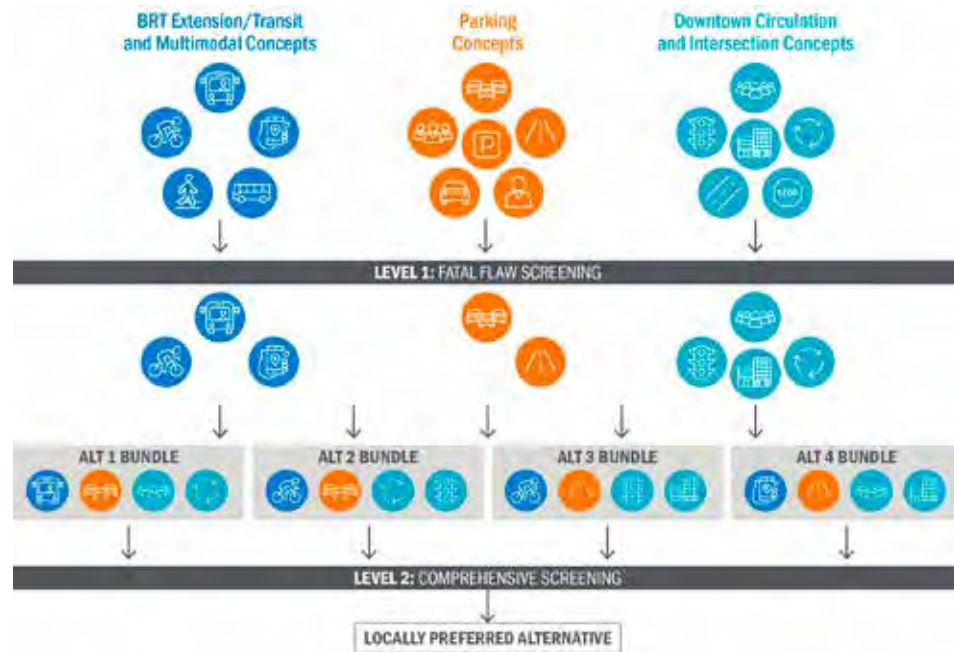 BRT Extension/Transit
and Multimodal Concepts
Parking
Concepts
Downtown Circulation
and Intersection Concepts
P
STOP
LEVEL 1: FATAL FLAW SCREENING
ALT 1 BUNDLE
ALT 2 BUNDLE
ALT 3 BUNDLE
ALT 4 BUNDLE
LEVEL 2: COMPREHENSIVE SCREENING
LOCALLY PREFERRED ALTERNATIVE